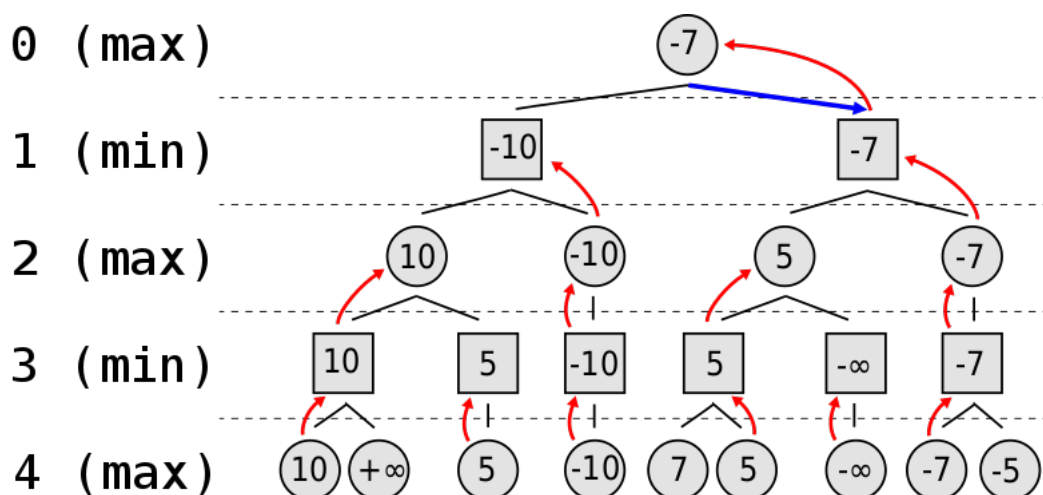 0 (max) -7
1 (min) -10 -7
2 (max) 10 -10 5 -7
3 (min) 10 5 -10 5 -∞ -7
4 (max) 10 +∞ 5 -10 7 5 -∞ -7 -5